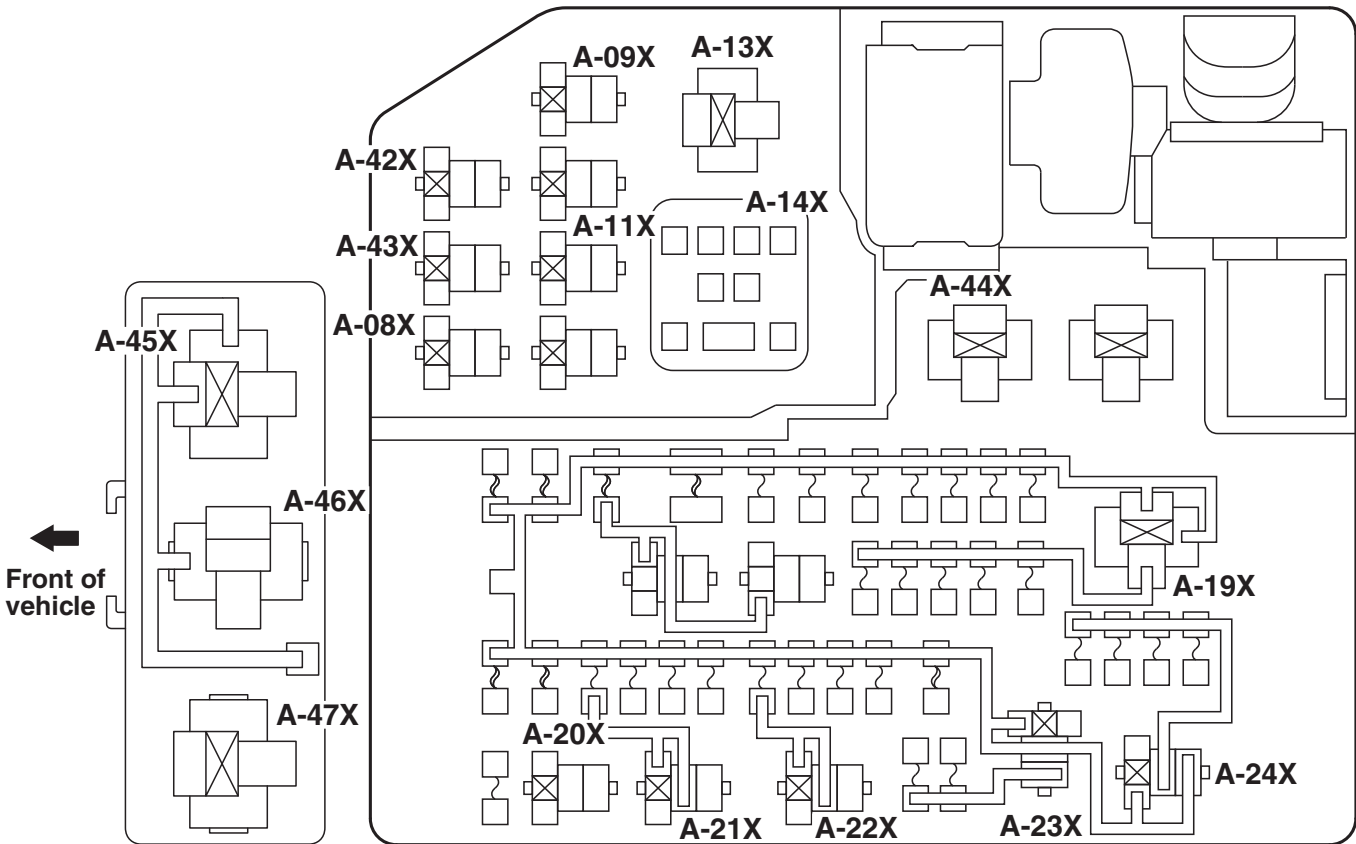 A-09X
A-13X
A-42X
A-14X
A-11X
A-43X
A-44X
A-08X
A-45X
A-46X
Front of
vehicle
A-19X
A-47X
A-20X
A-24X
A-21X
A-22X
A-23X